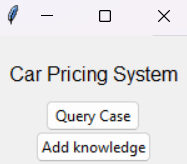 Car Pricing System
Query Case
Add knowledge